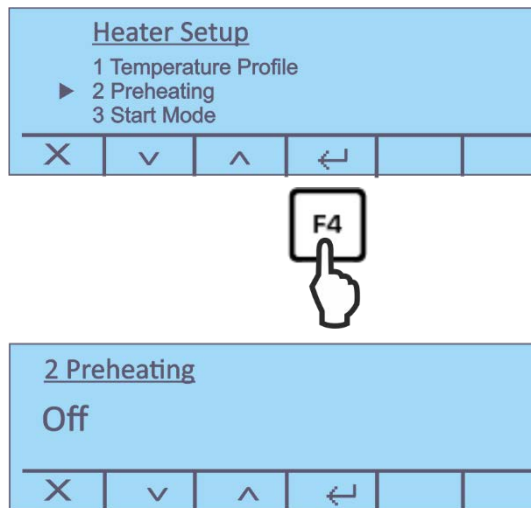 Heater Setup
1 Temperature Profile
2 Preheating
3 Start Mode
F4
2 Preheating
Off